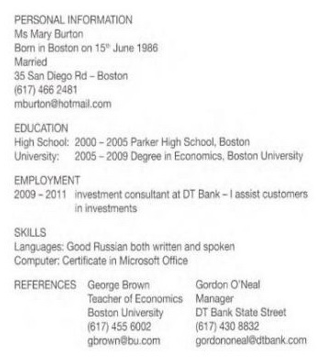 PERSONAL INFORMATION
Ms Mary Burton
Born in Boston on 15th June 1986
Married
35 San Diego Rd – Boston
(617) 466 2481
mburton@hotmail.com
EDUCATION
High School: 2000 – 2005 Parker High School, Boston
University: 2005 – 2009 Degree in Economics, Boston University
EMPLOYMENT
2009 – 2011 investment consultant at DT Bank – I assist customers
in investments
SKILLS
Languages: Good Russian both written and spoken
Computer: Certificate in Microsoft Office
REFERENCES George Brown Gordon O'Neal
Teacher of Economics Manager
Boston University DT Bank State Street
(617) 455 6002 (617) 430 8832
gbrown@bu.com gordononeal@dtbank.com